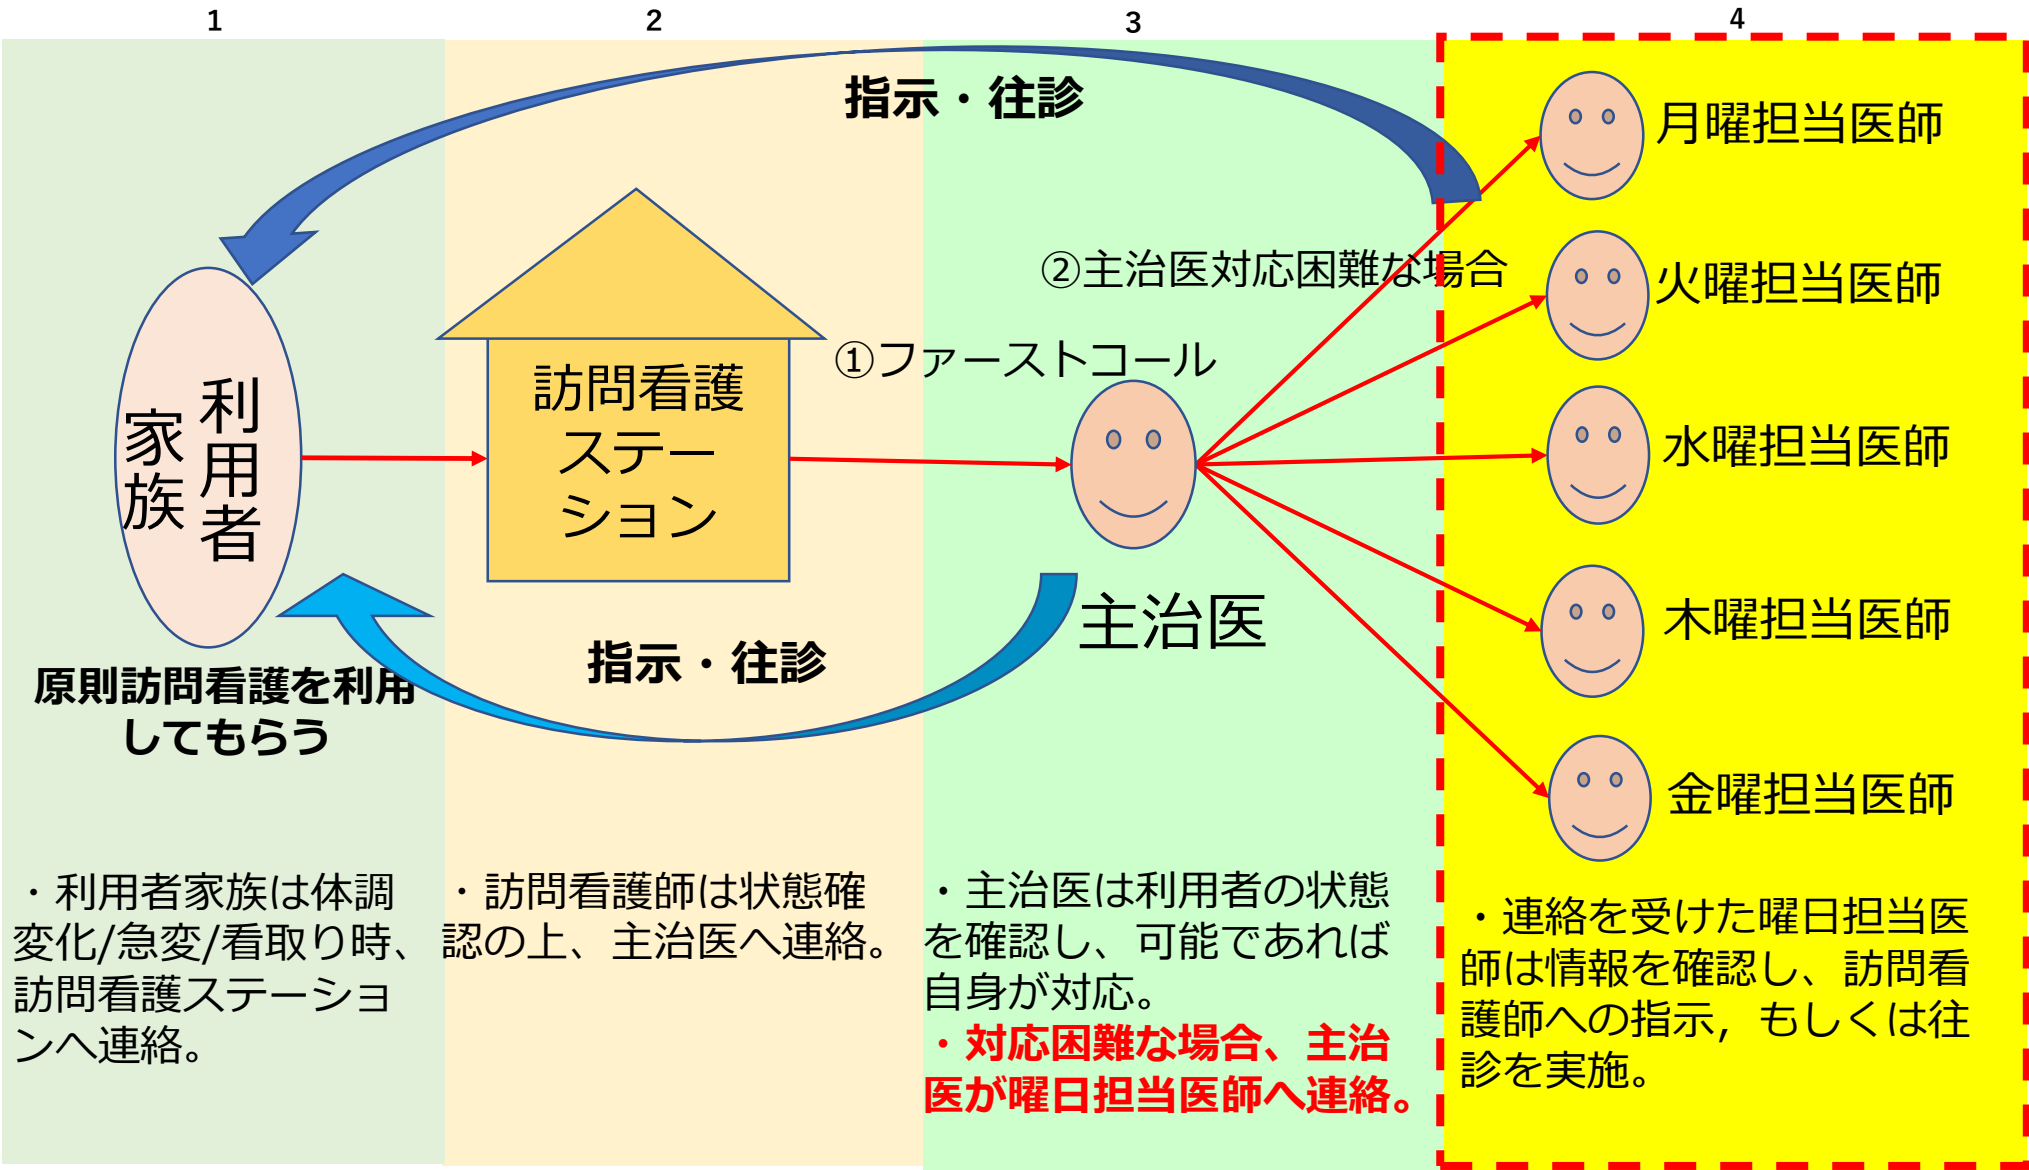 1
2
3
4
指示・往診
月曜担当医師
②主治医対応困難な場合
火曜担当医師
①ファーストコール
利用者
家族
訪問看護
ステー
ション
水曜担当医師
主治医
木曜担当医師
指示・往診
原則訪問看護を利用
してもらう
金曜担当医師
・利用者家族は体調
変化/急変/看取り時、
訪問看護ステーショ
ンへ連絡。
・訪問看護師は状態確
認の上、主治医へ連絡。
・主治医は利用者の状態
を確認し、可能であれば
自身が対応。
・対応困難な場合、主治
医が曜日担当医師へ連絡。
・連絡を受けた曜日担当医
師は情報を確認し、訪問看
護師への指示，もしくは往
診を実施。